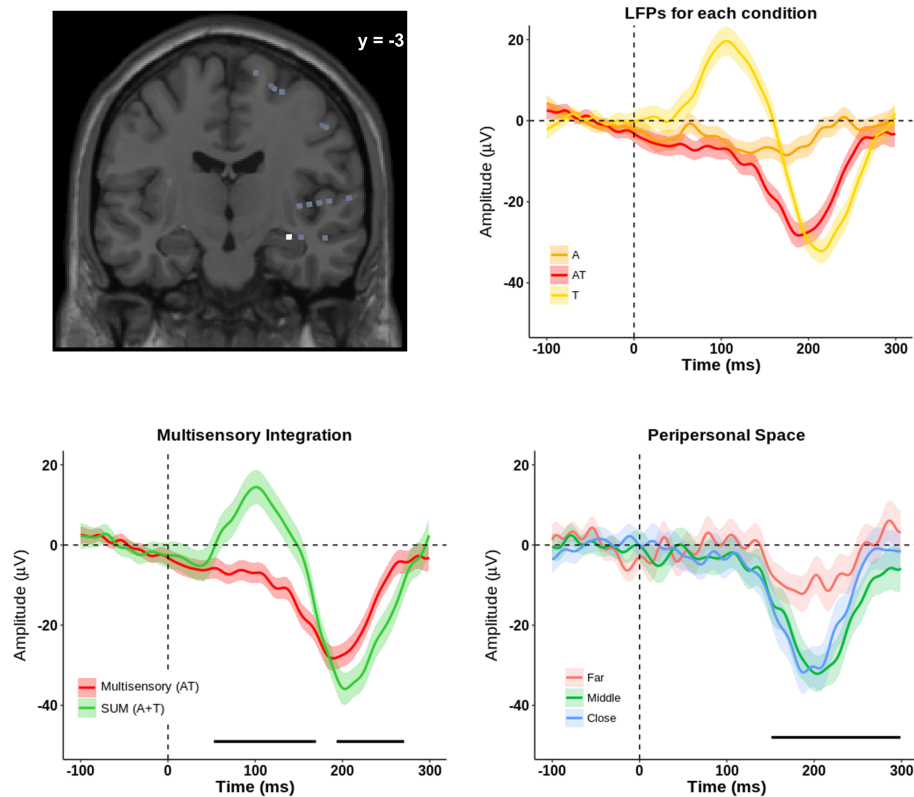 y = -3
LFPs for each condition
20
0
-20
-40
Amplitude (µV)
A
AT
T
-100 0 100 200 300
Time (ms)
Multisensory Integration
20
0
-20
-40
Amplitude (µV)
Multisensory (AT)
SUM (A+T)
-100 0 100 200 300
Time (ms)
Peripersonal Space
20
0
-20
-40
Amplitude (µV)
Far
Middle
Close
-100 0 100 200 300
Time (ms)